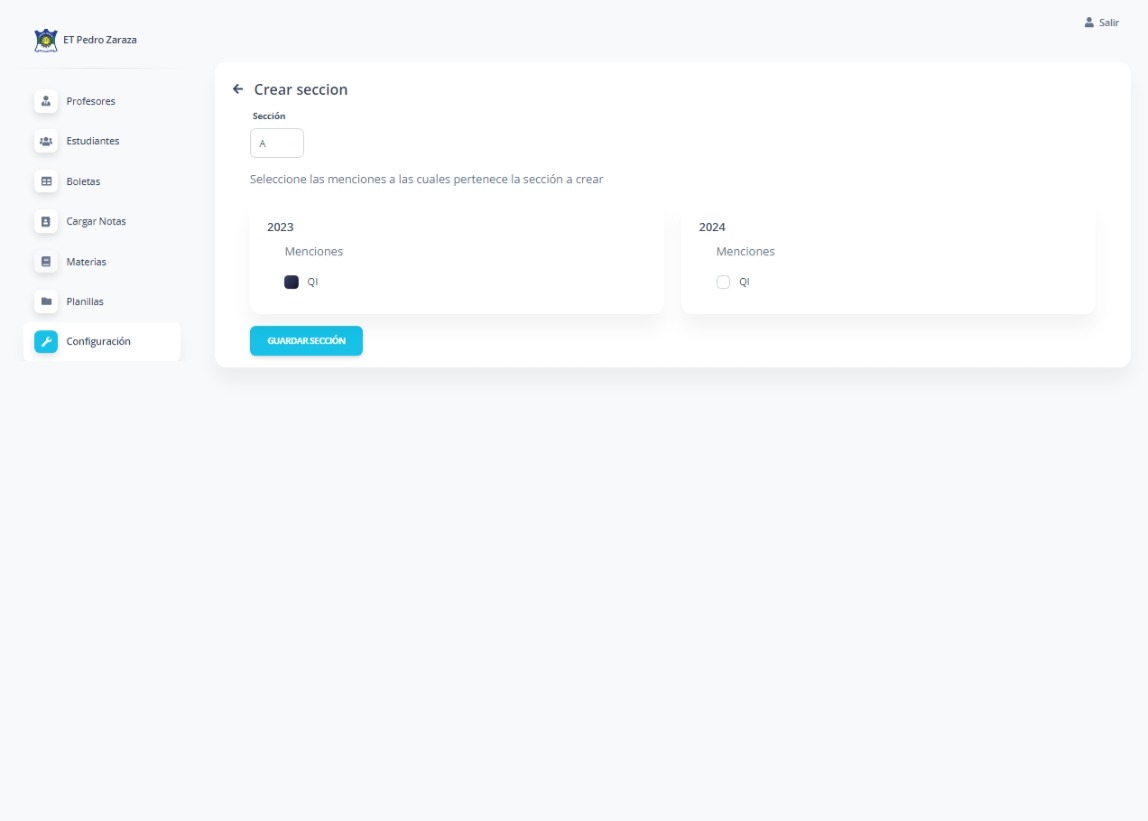 Salir
ET Pedro Zaraza
Profesores
Estudiantes
Boletas
Cargar Notas
Materias
Planillas
Configuración
Crear seccion
Sección
A
Seleccione las menciones a las cuales pertenece la sección a crear
2023
Menciones
QI
2024
Menciones
QI
GUARDAR SECCIÓN